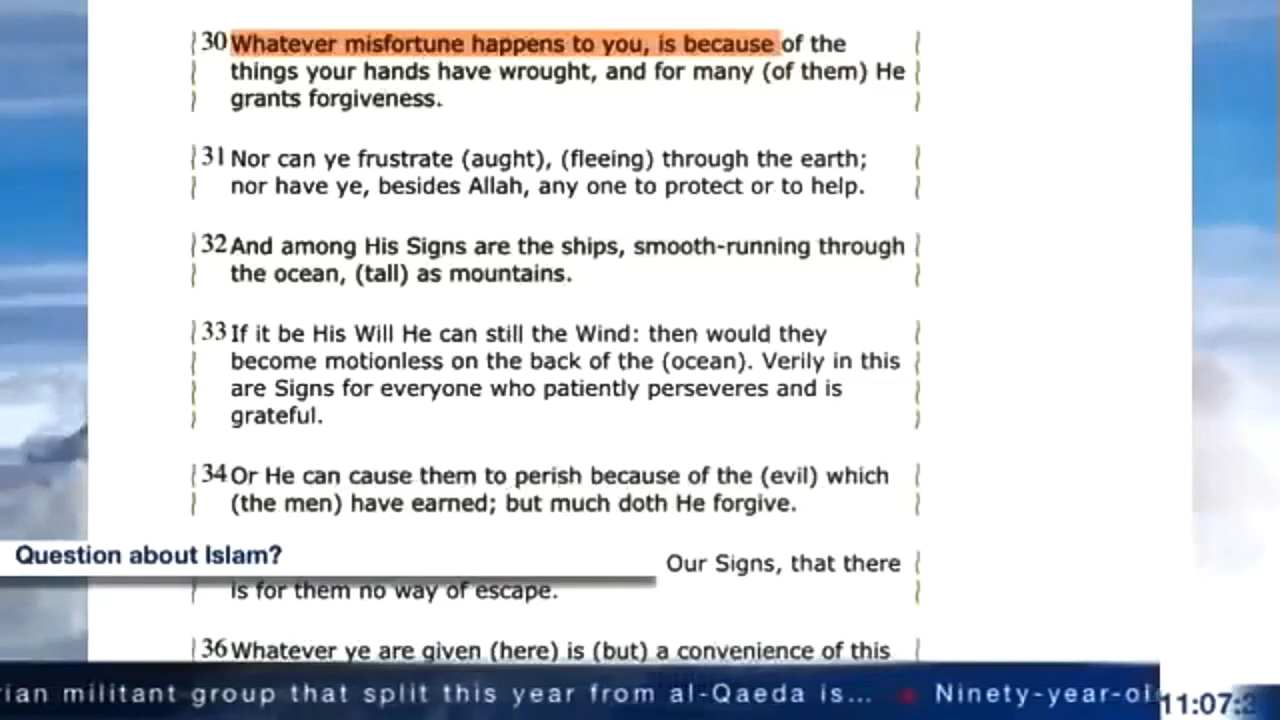 30 Whatever misfortune happens to you, is because of the
things your hands have wrought, and for many (of them) He
grants forgiveness.
31 Nor can ye frustrate (aught), (fleeing) through the earth;
nor have ye, besides Allah, any one to protect or to help.
32 And among His Signs are the ships, smooth-running through
the ocean, (tall) as mountains.
33 If it be His Will He can still the Wind: then would they
become motionless on the back of the (ocean). Verily in this
are Signs for everyone who patiently perseveres and is
grateful.
34 Or He can cause them to perish because of the (evil) which
(the men) have earned; but much doth He forgive.
Question about Islam?
Our Signs, that there
is for them no way of escape.
36 Whatever ye are given (here) is (but) a convenience of this
militant group that split this year from al-Qaeda is... Ninety-year-
11:07: